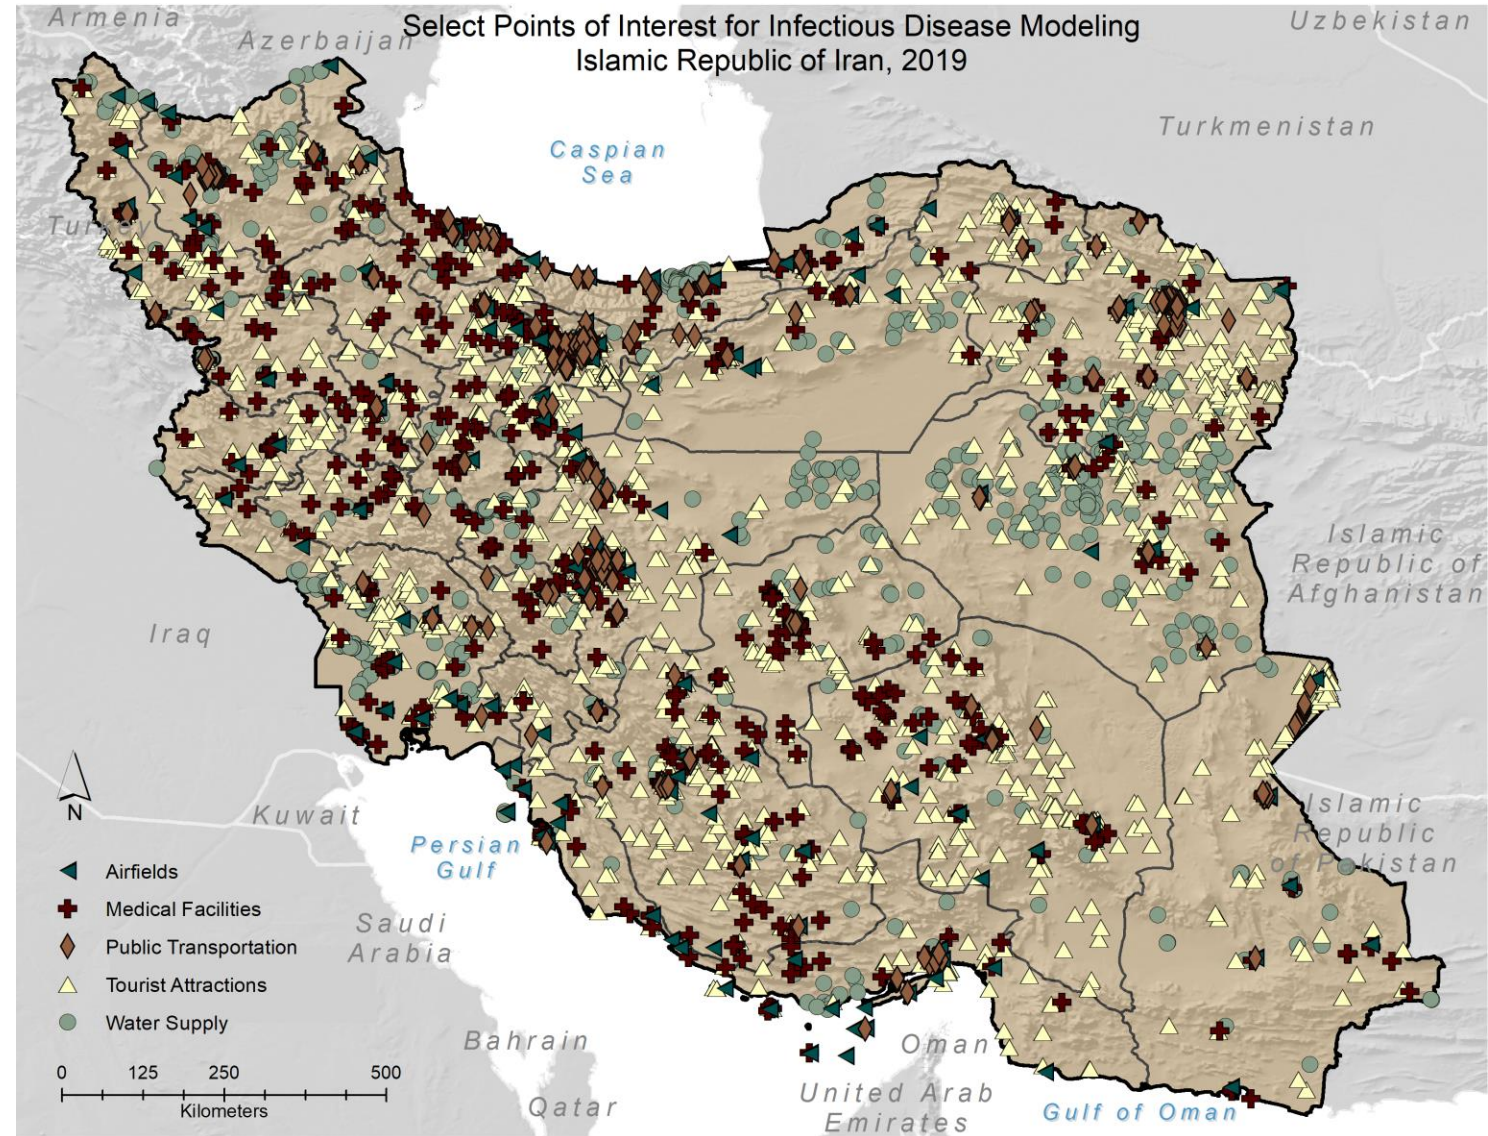 Armenia
Azerbaijan
Select Points of Interest for Infectious Disease Modeling
Islamic Republic of Iran, 2019
Uzbekistan
Turkmenistan
Caspian
Sea
Turkey
Islamic
Republic of
Afghanistan
Iraq
N
Kuwait
Persian
Gulf
Islamic
Republic
of Pakistan
Airfields
Medical Facilities
Public Transportation
Tourist Attractions
Water Supply
Saudi
Arabia
Bahrain
Qatar
Oman
United Arab
Emirates
Gulf of Oman
0 125 250 500
Kilometers